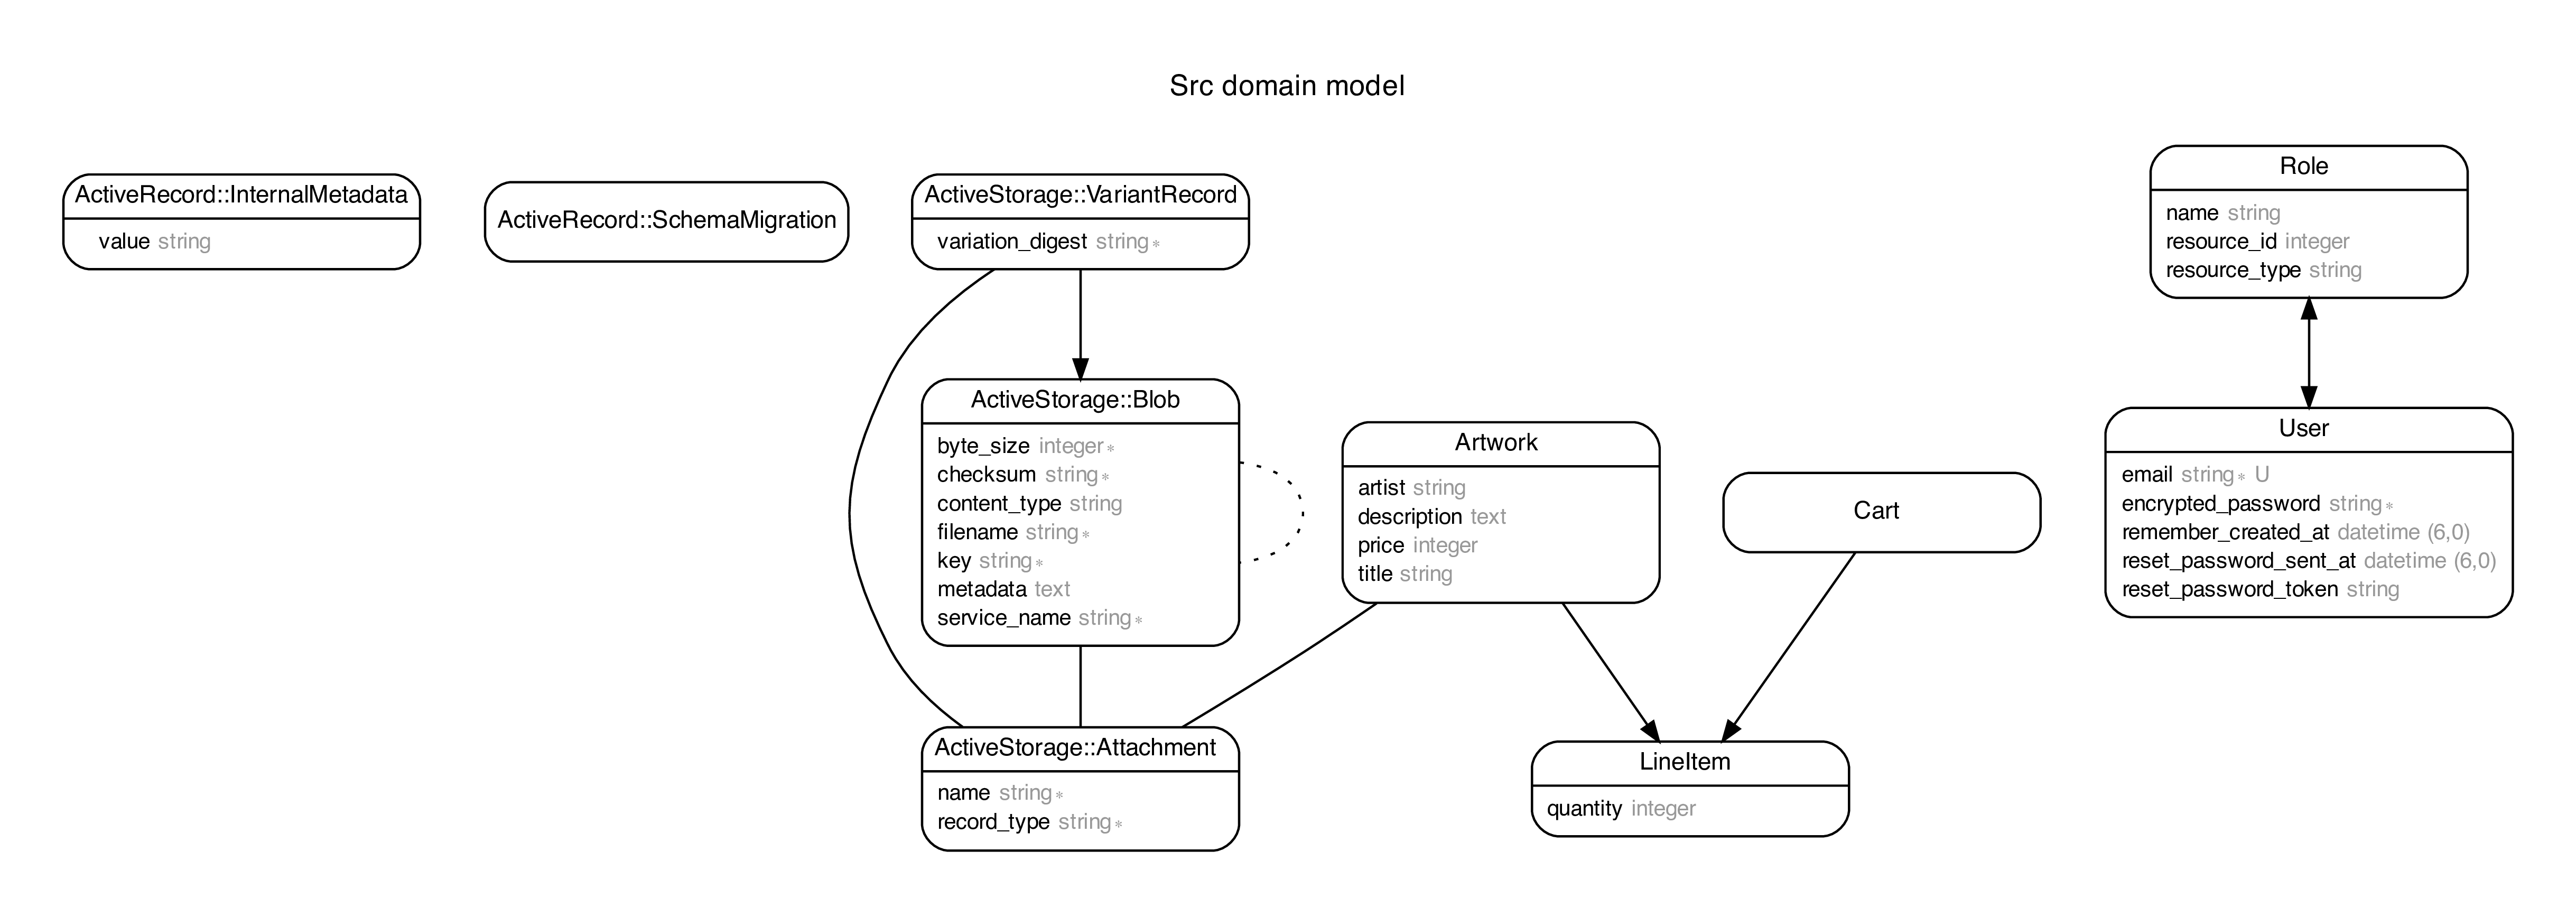 Src domain model
ActiveRecord::InternalMetadata
value string
ActiveRecord::SchemaMigration
ActiveStorage::VariantRecord
variation_digest string*
ActiveStorage::Blob
byte_size integer*
checksum string*
content_type string
filename string*
key string*
metadata text
service_name string*
ActiveStorage::Attachment
name string*
record_type string*
Artwork
artist string
description text
price integer
title string
Cart
LineItem
quantity integer
Role
name string
resource_id integer
resource_type string
User
email string* U
encrypted_password string*
remember_created_at datetime (6,0)
reset_password_sent_at datetime (6,0)
reset_password_token string